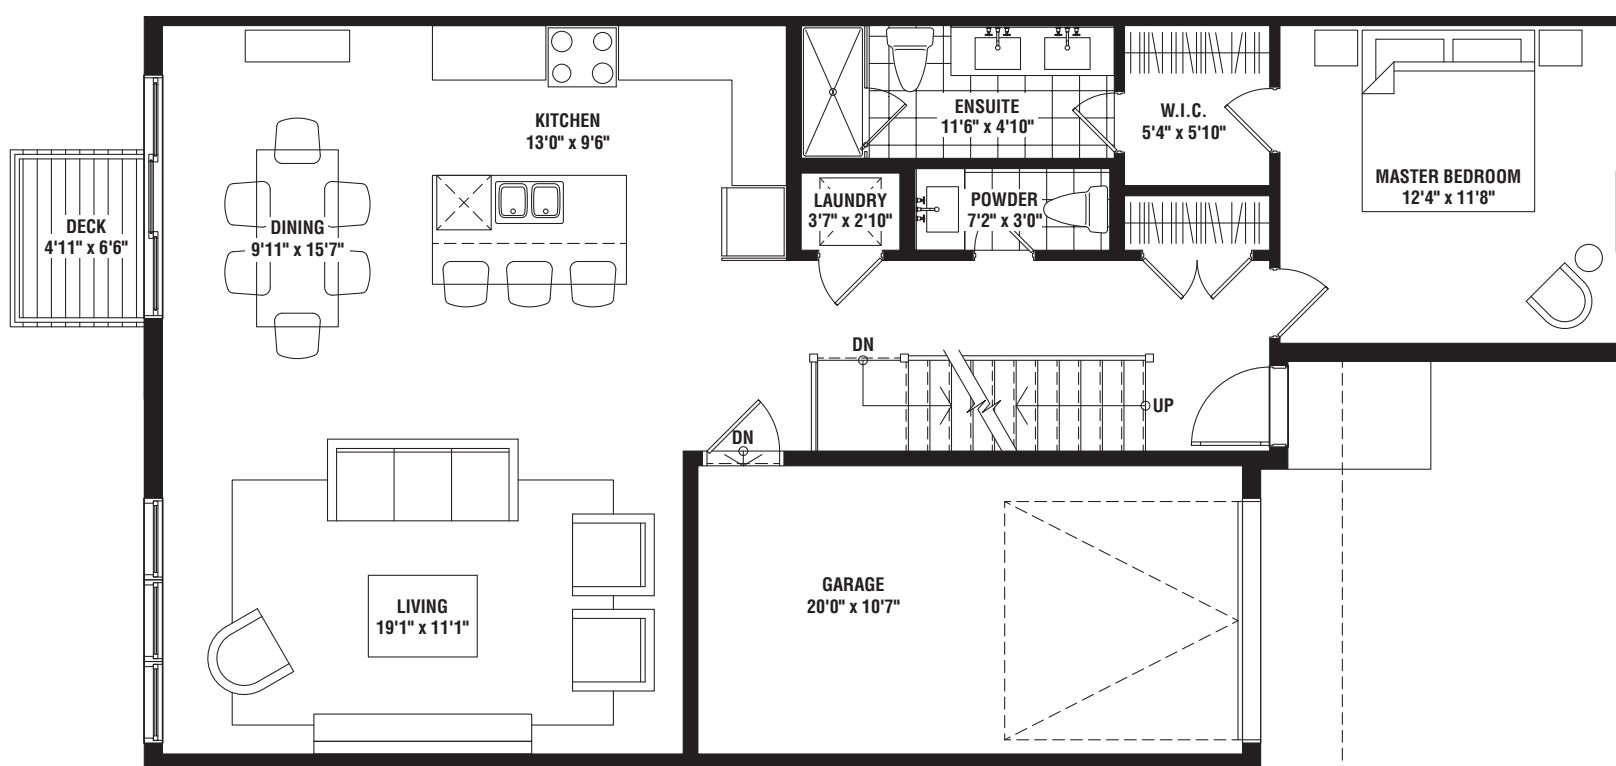 KITCHEN
13'0" x 9'6"
ENSUITE
11'6" x 4'10"
W.I.C.
5'4" x 5'10"
MASTER BEDROOM
12'4" x 11'8"
DECK
4'11" x 6'6"
DINING
9'11" x 15'7"
LAUNDRY
3'7" x 2'10"
POWDER
7'2" x 3'0"
DN
UP
DN
LIVING
19'1" x 11'1"
GARAGE
20'0" x 10'7"